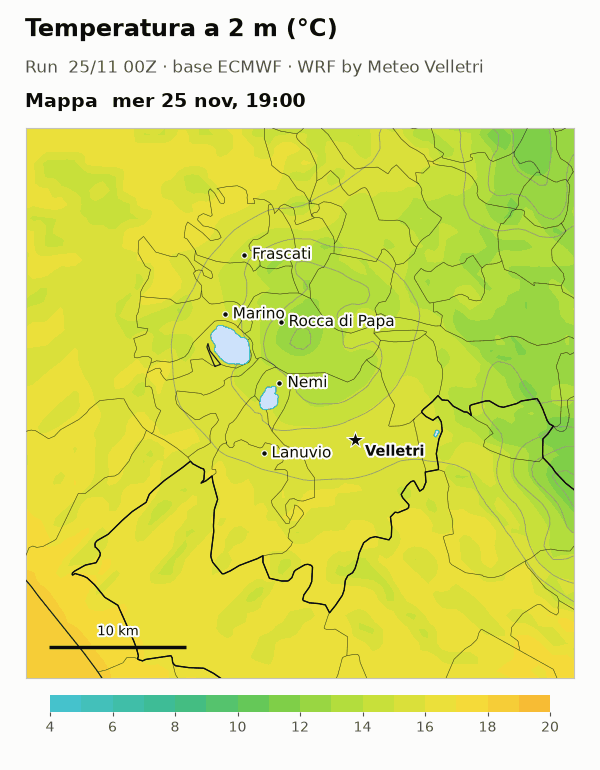 Temperatura a 2 m (°C)
Run  25/11 00Z · base ECMWF · WRF by Meteo Velletri
Mappa  mer 25 nov, 19:00
Frascati
Marino
Rocca di Papa
Nemi
Velletri
Lanuvio
10 km
4 6 8 10 12 14 16 18 20